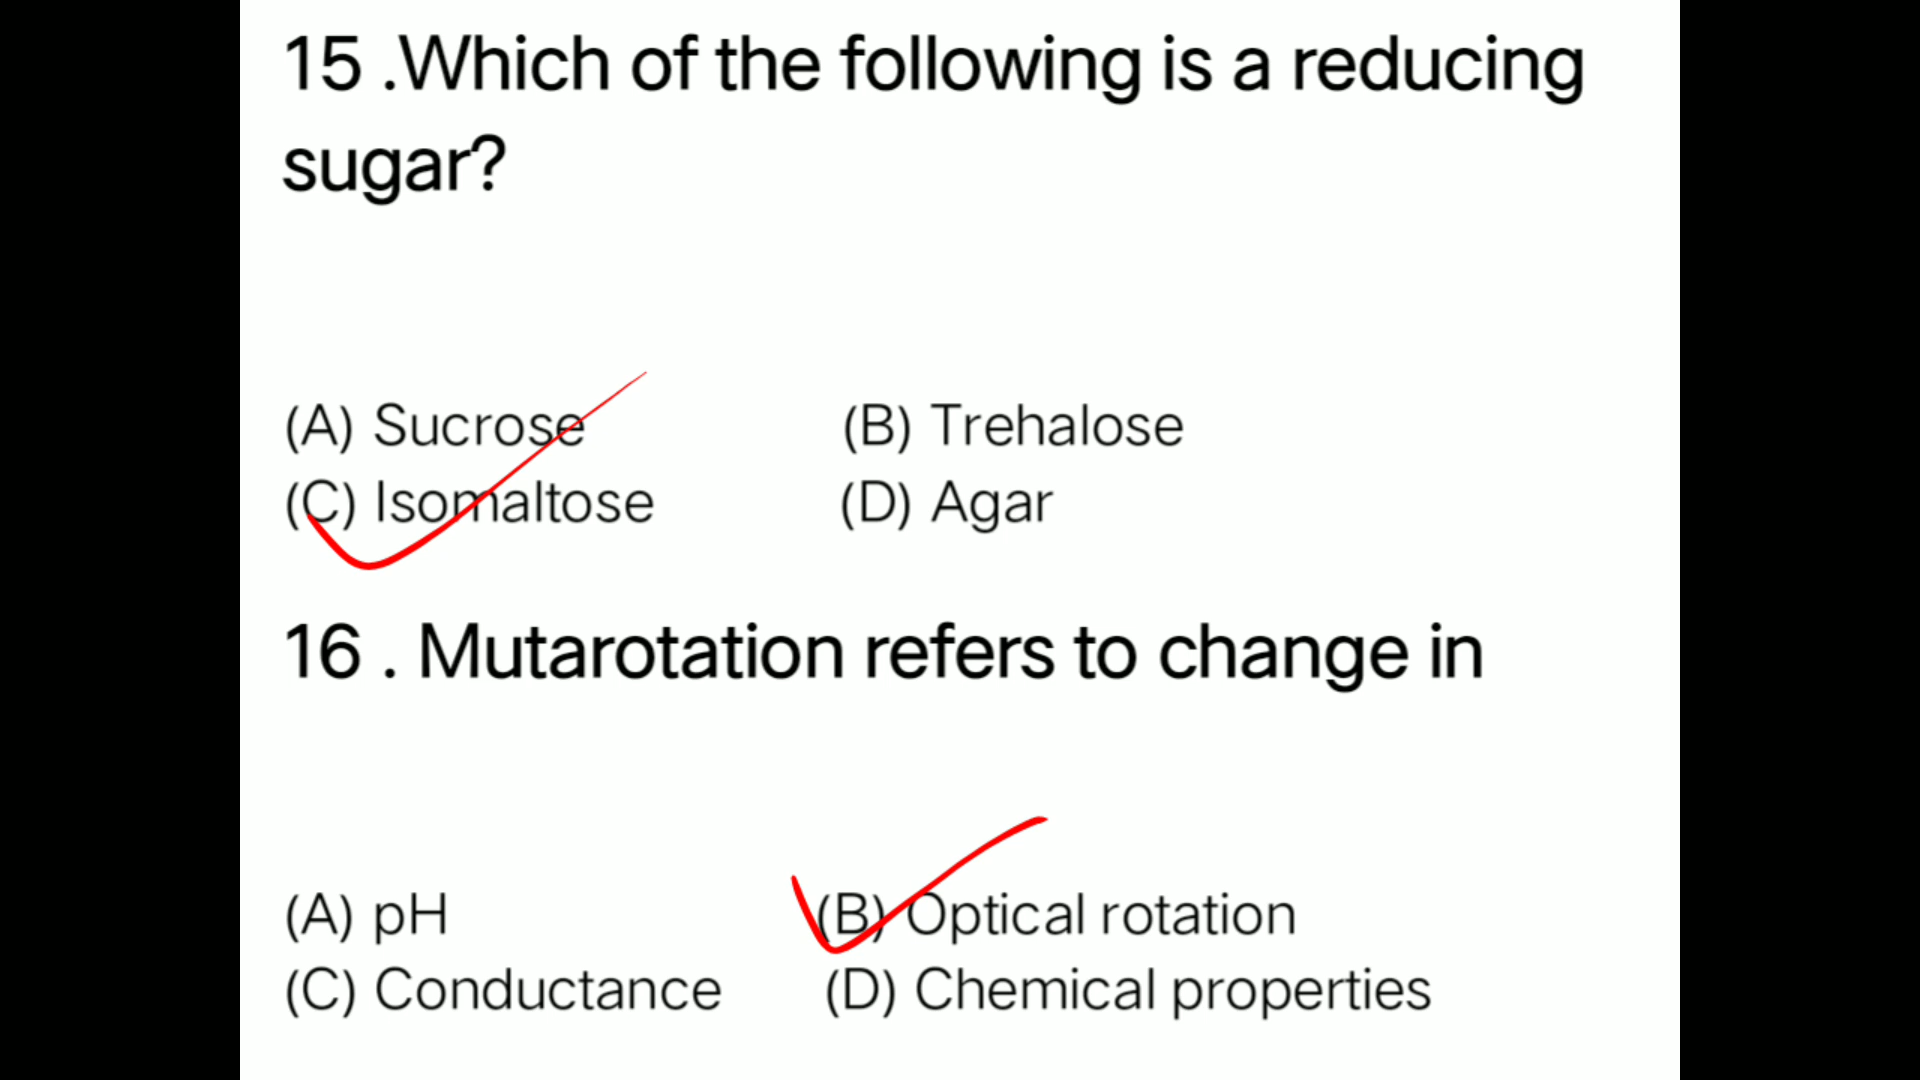 15 .Which of the following is a reducing
sugar?
(A) Sucrose (B) Trehalose
(C) Isomaltose (D) Agar
16 . Mutarotation refers to change in
(A) pH (B) Optical rotation
(C) Conductance (D) Chemical properties